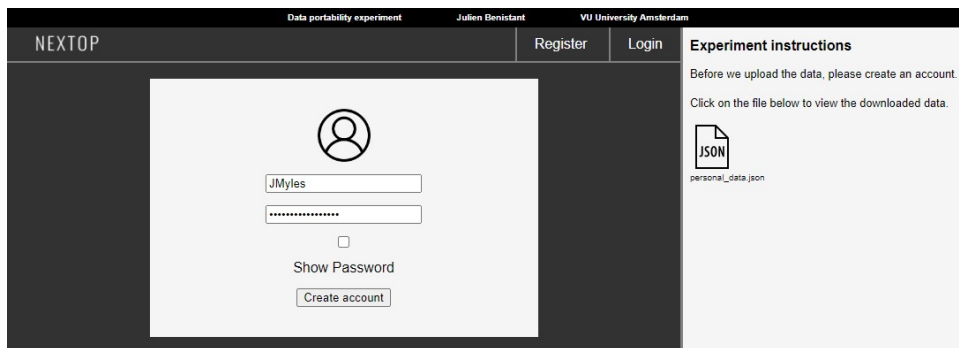 Data portability experiment Julien Benistant VU University Amsterdam
NEXTOP Register Login
JMyles
•••••••••••••••••
Show Password
Create account
Experiment instructions
Before we upload the data, please create an account.
Click on the file below to view the downloaded data.
JSON
personal_data.json